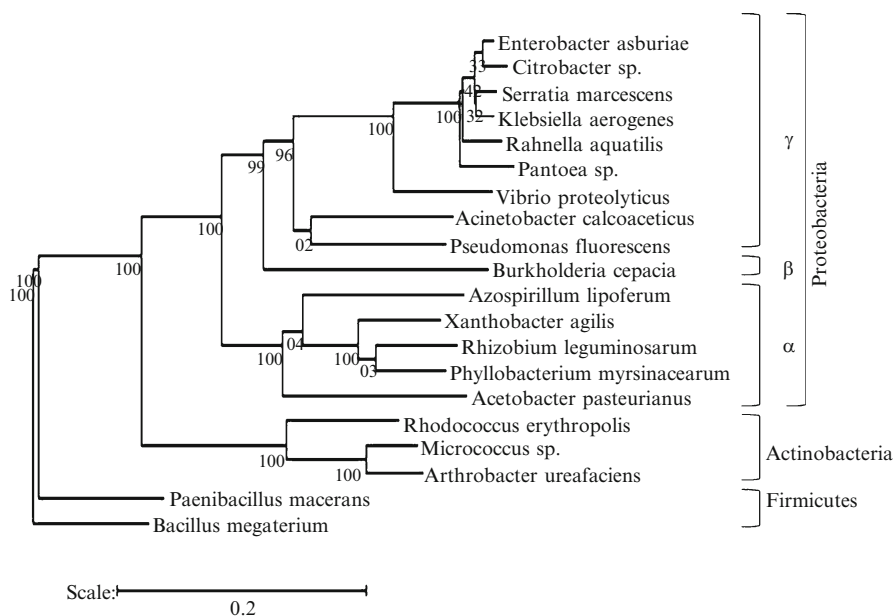 Enterobacter asburiae
33
Citrobacter sp.
42
Serratia marcescens
100
32
Klebsiella aerogenes
100
Rahnella aquatilis
γ
96
99
Pantoea sp.
Vibrio proteolyticus
Proteobacteria
100
Acinetobacter calcoaceticus
02
Pseudomonas fluorescens
100
Burkholderia cepacia
β
100
100
Azospirillum lipoferum
Xanthobacter agilis
04
Rhizobium leguminosarum
α
100
100
03
Phyllobacterium myrsinacearum
Acetobacter pasteurianus
Rhodococcus erythropolis
Micrococcus sp.
Actinobacteria
100
100
Arthrobacter ureafaciens
Paenibacillus macerans
Firmicutes
Bacillus megaterium
Scale:
0.2